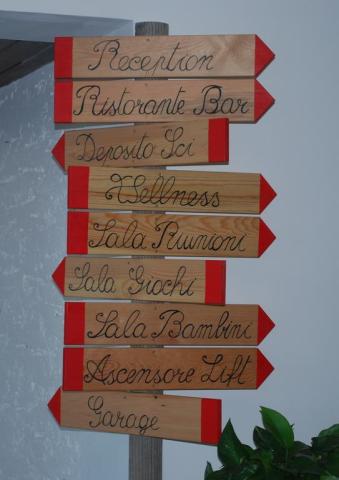 Reception
Ristorante Bar
Deposito Sci
Wellness
Sala Riunioni
Sala Giochi
Sala Bambini
Ascensore Lift
Garage